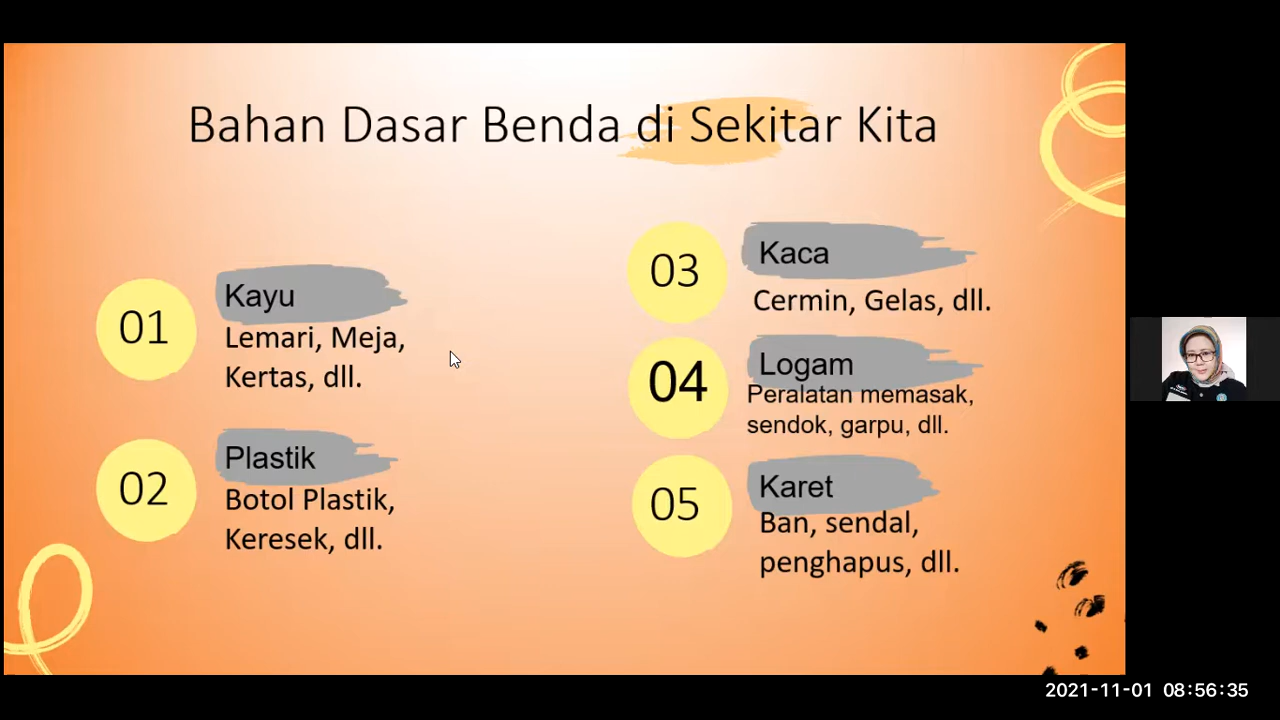 Bahan Dasar Benda di Sekitar Kita
01
Kayu
Lemari, Meja,
Kertas, dll.
02
Plastik
Botol Plastik,
Keresek, dll.
03
Kaca
Cermin, Gelas, dll.
04
Logam
Peralatan memasak,
sendok, garpu, dll.
05
Karet
Ban, sendal,
penghapus, dll.
2021-11-01 08:56:35